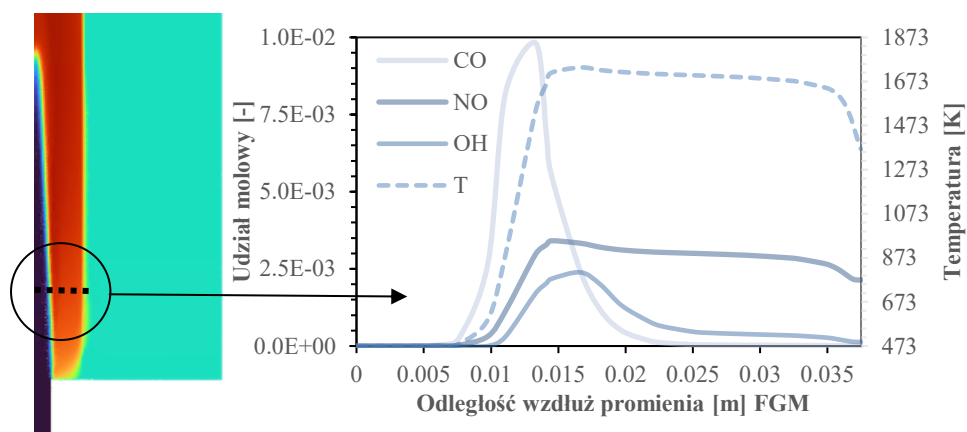 Udział molowy [-]
1.0E-02
7.5E-03
5.0E-03
2.5E-03
0.0E+00
CO
NO
OH
T
1873
1673
1473
1273
1073
873
673
473
Temperatura [K]
0 0.005 0.01 0.015 0.02 0.025 0.03 0.035
Odległość wzdłuż promienia [m] FGM